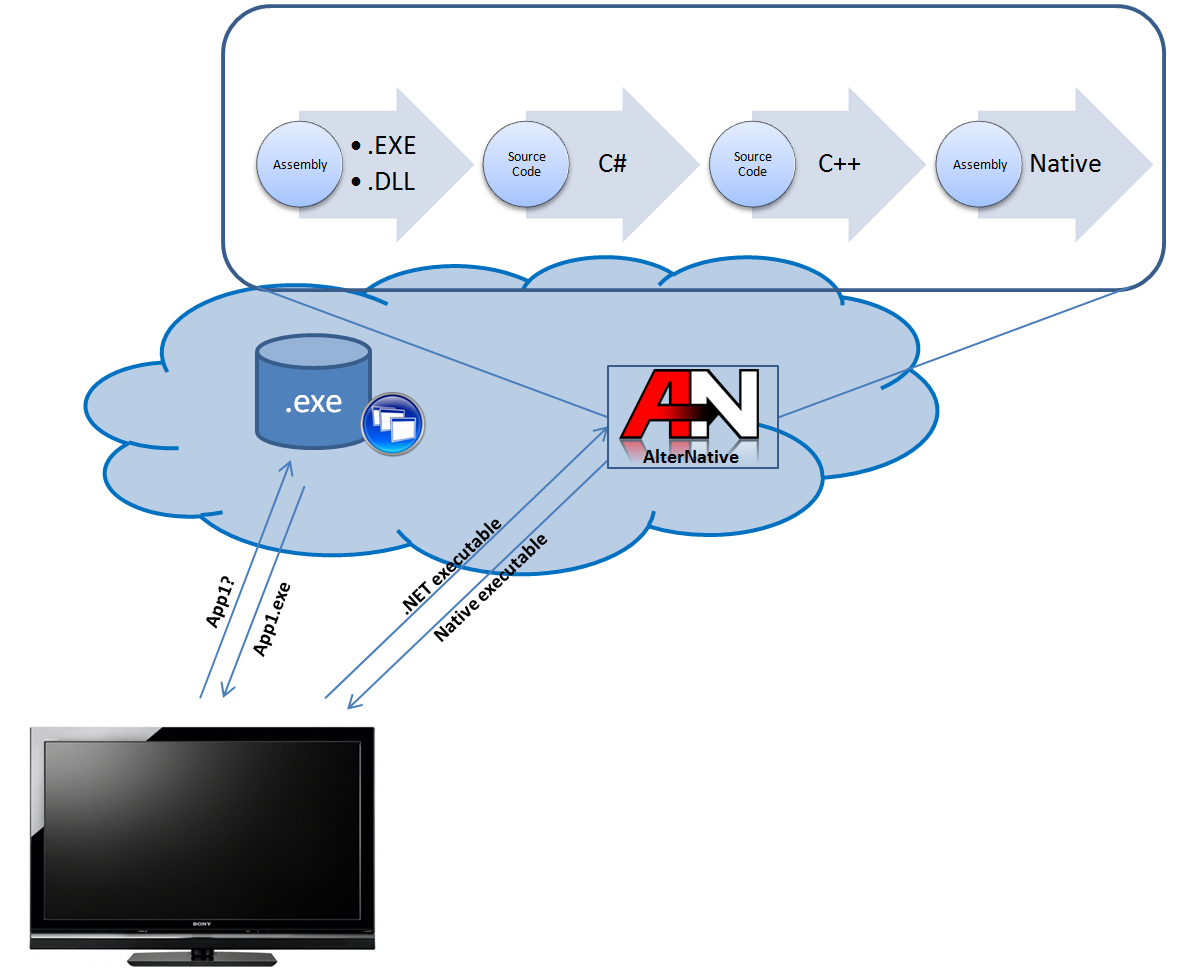 Assembly
• .EXE
• .DLL
Source
Code
C#
Source
Code
C++
Assembly
Native
.exe
AN
AlterNative
App1?
App1.exe
.NET executable
Native executable
SONY